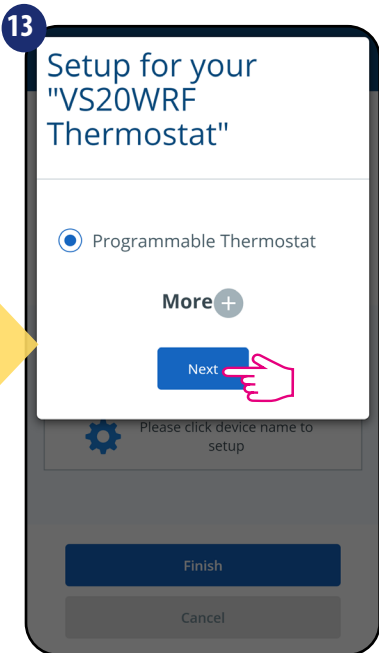 13
Setup for your
"VS20WRF
Thermostat"
Programmable Thermostat
More +
Next
Please click device name to
setup
Finish
Cancel